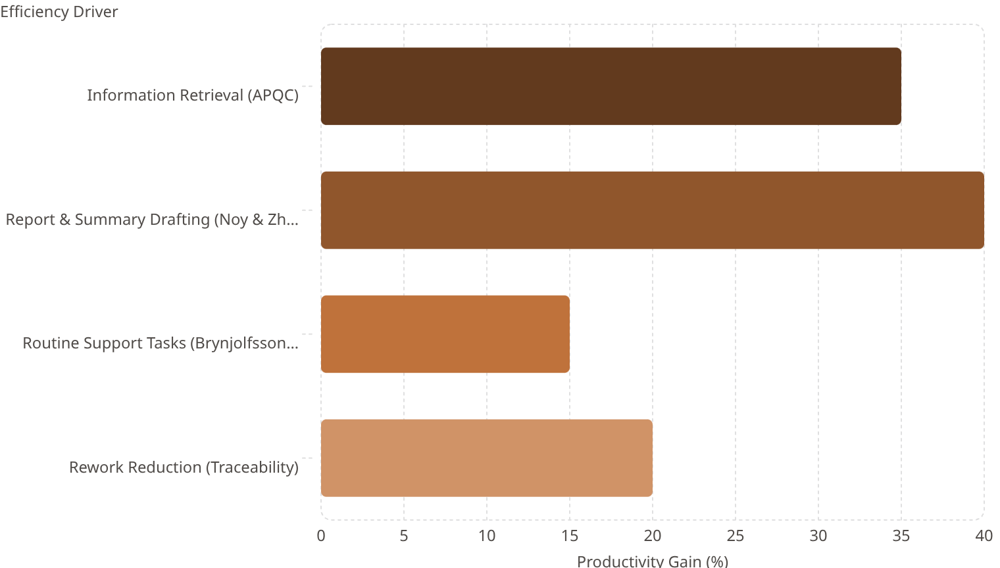 Efficiency Driver
Information Retrieval (APQC)
Report & Summary Drafting (Noy & Zh...
Routine Support Tasks (Brynjolfsson...
Rework Reduction (Traceability)
0 5 10 15 20 25 30 35 40
Productivity Gain (%)